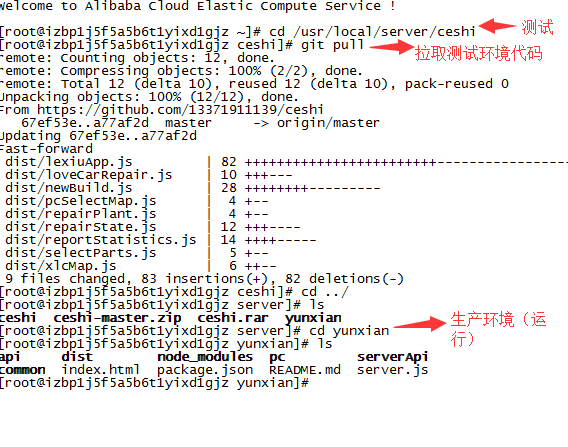 Welcome to Alibaba Cloud Elastic Compute Service !
[root@izbp1j5f5a5b6t1yixd1gjz ~]# cd /usr/local/server/ceshi
测试
[root@izbp1j5f5a5b6t1yixd1gjz ceshi]# git pull
拉取测试环境代码
remote: Counting objects: 12, done.
remote: Compressing objects: 100% (2/2), done.
remote: Total 12 (delta 10), reused 12 (delta 10), pack-reused 0
Unpacking objects: 100% (12/12), done.
From https://github.com/13371911139/ceshi
   67ef53e..a77af2d  master     -> origin/master
Updating 67ef53e..a77af2d
Fast-forward
 dist/lexiuApp.js         | 82 ++++++++++++++++++++++++-----------------
 dist/loveCarRepair.js    | 10 +++---
 dist/newBuild.js         | 28 ++++++++---------
 dist/pcSelectMap.js      |  4 +--
 dist/repairPlant.js      |  4 +--
 dist/repairState.js      | 12 +++----
 dist/reportStatistics.js | 14 ++++-----
 dist/selectParts.js      |  5 +--
 dist/xlcMap.js           |  6 ++--
 9 files changed, 83 insertions(+), 82 deletions(-)
[root@izbp1j5f5a5b6t1yixd1gjz ceshi]# cd ../
[root@izbp1j5f5a5b6t1yixd1gjz server]# ls
ceshi  ceshi-master.zip  ceshi.rar  yunxian
[root@izbp1j5f5a5b6t1yixd1gjz server]# cd yunxian
生产环境（运
行）
[root@izbp1j5f5a5b6t1yixd1gjz yunxian]# ls
api     dist        node_modules  pc         serverApi
common  index.html  package.json  README.md  server.js
[root@izbp1j5f5a5b6t1yixd1gjz yunxian]#